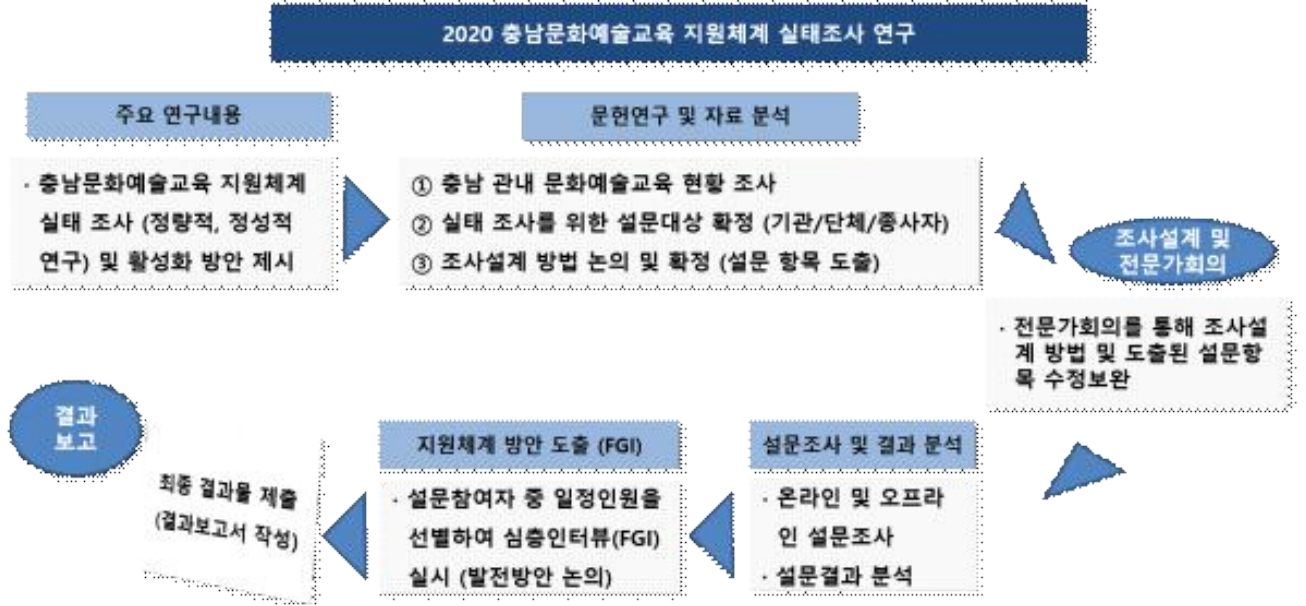 2020 충남문화예술교육 지원체계 실태조사 연구
주요 연구내용
· 충남문화예술교육 지원체계
실태 조사 (정량적, 정성적
연구) 및 활성화 방안 제시
문헌연구 및 자료 분석
① 충남 관내 문화예술교육 현황 조사
② 실태 조사를 위한 설문대상 확정 (기관/단체/종사자)
③ 조사설계 방법 논의 및 확정 (설문 항목 도출)
조사설계 및
전문가회의
· 전문가회의를 통해 조사설
계 방법 및 도출된 설문항
목 수정보완
설문조사 및 결과 분석
· 온라인 및 오프라
인 설문조사
· 설문결과 분석
지원체계 방안 도출 (FGI)
· 설문참여자 중 일정인원을
선별하여 심층인터뷰(FGI)
실시 (발전방안 논의)
결과
보고
최종 결과물 제출
(결과보고서 작성)